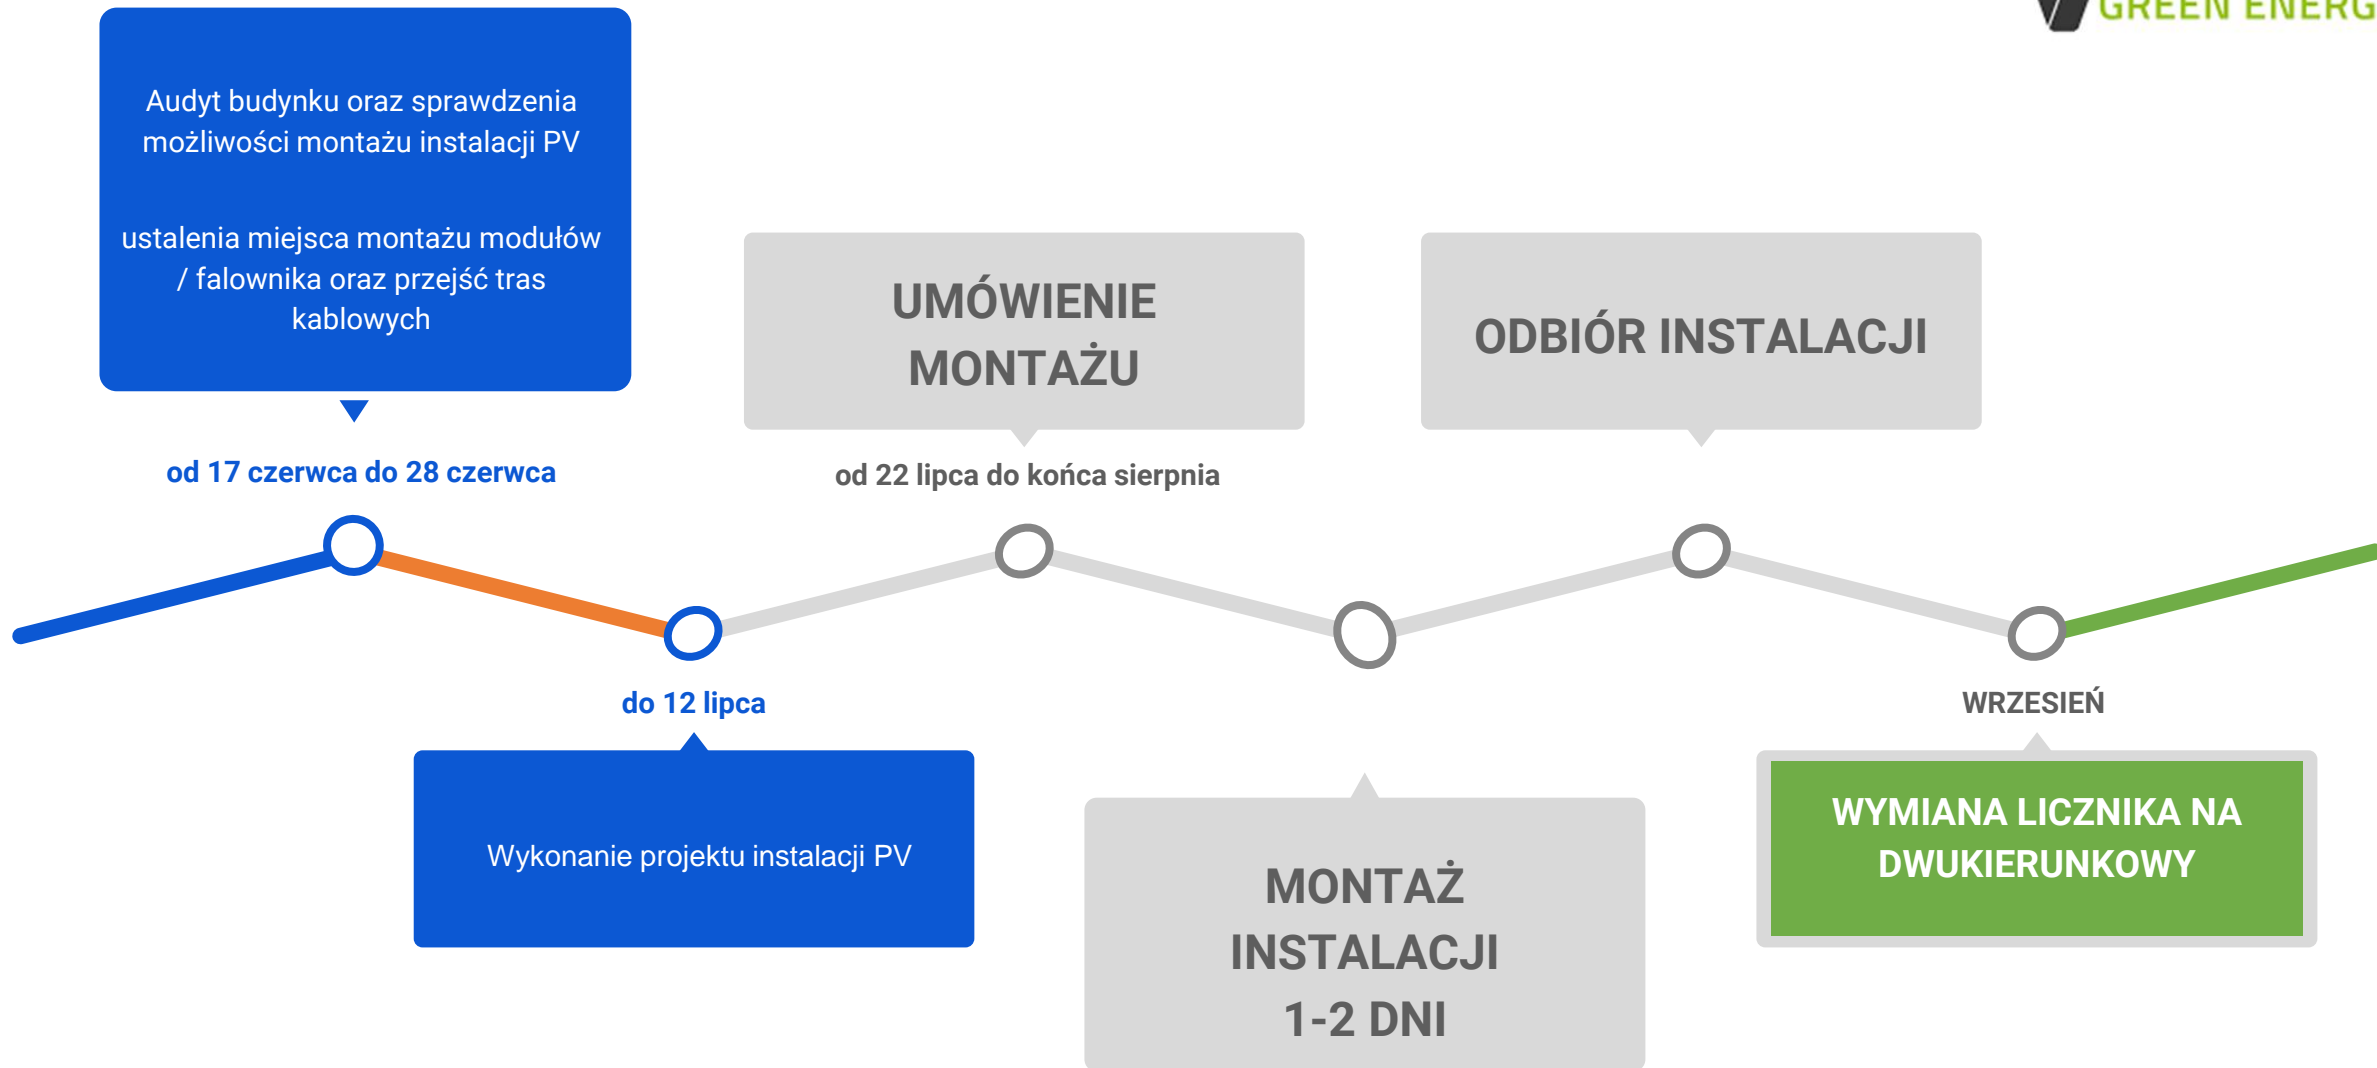 GREEN ENERG
Audyt budynku oraz sprawdzenia
możliwości montażu instalacji PV
ustalenia miejsca montażu modułów
/ falownika oraz przejść tras
kablowych
od 17 czerwca do 28 czerwca
do 12 lipca
Wykonanie projektu instalacji PV
UMÓWIENIE
MONTAŻU
od 22 lipca do końca sierpnia
MONTAŻ
INSTALACJI
1-2 DNI
ODBIÓR INSTALACJI
WRZESIEŃ
WYMIANA LICZNIKA NA
DWUKIERUNKOWY